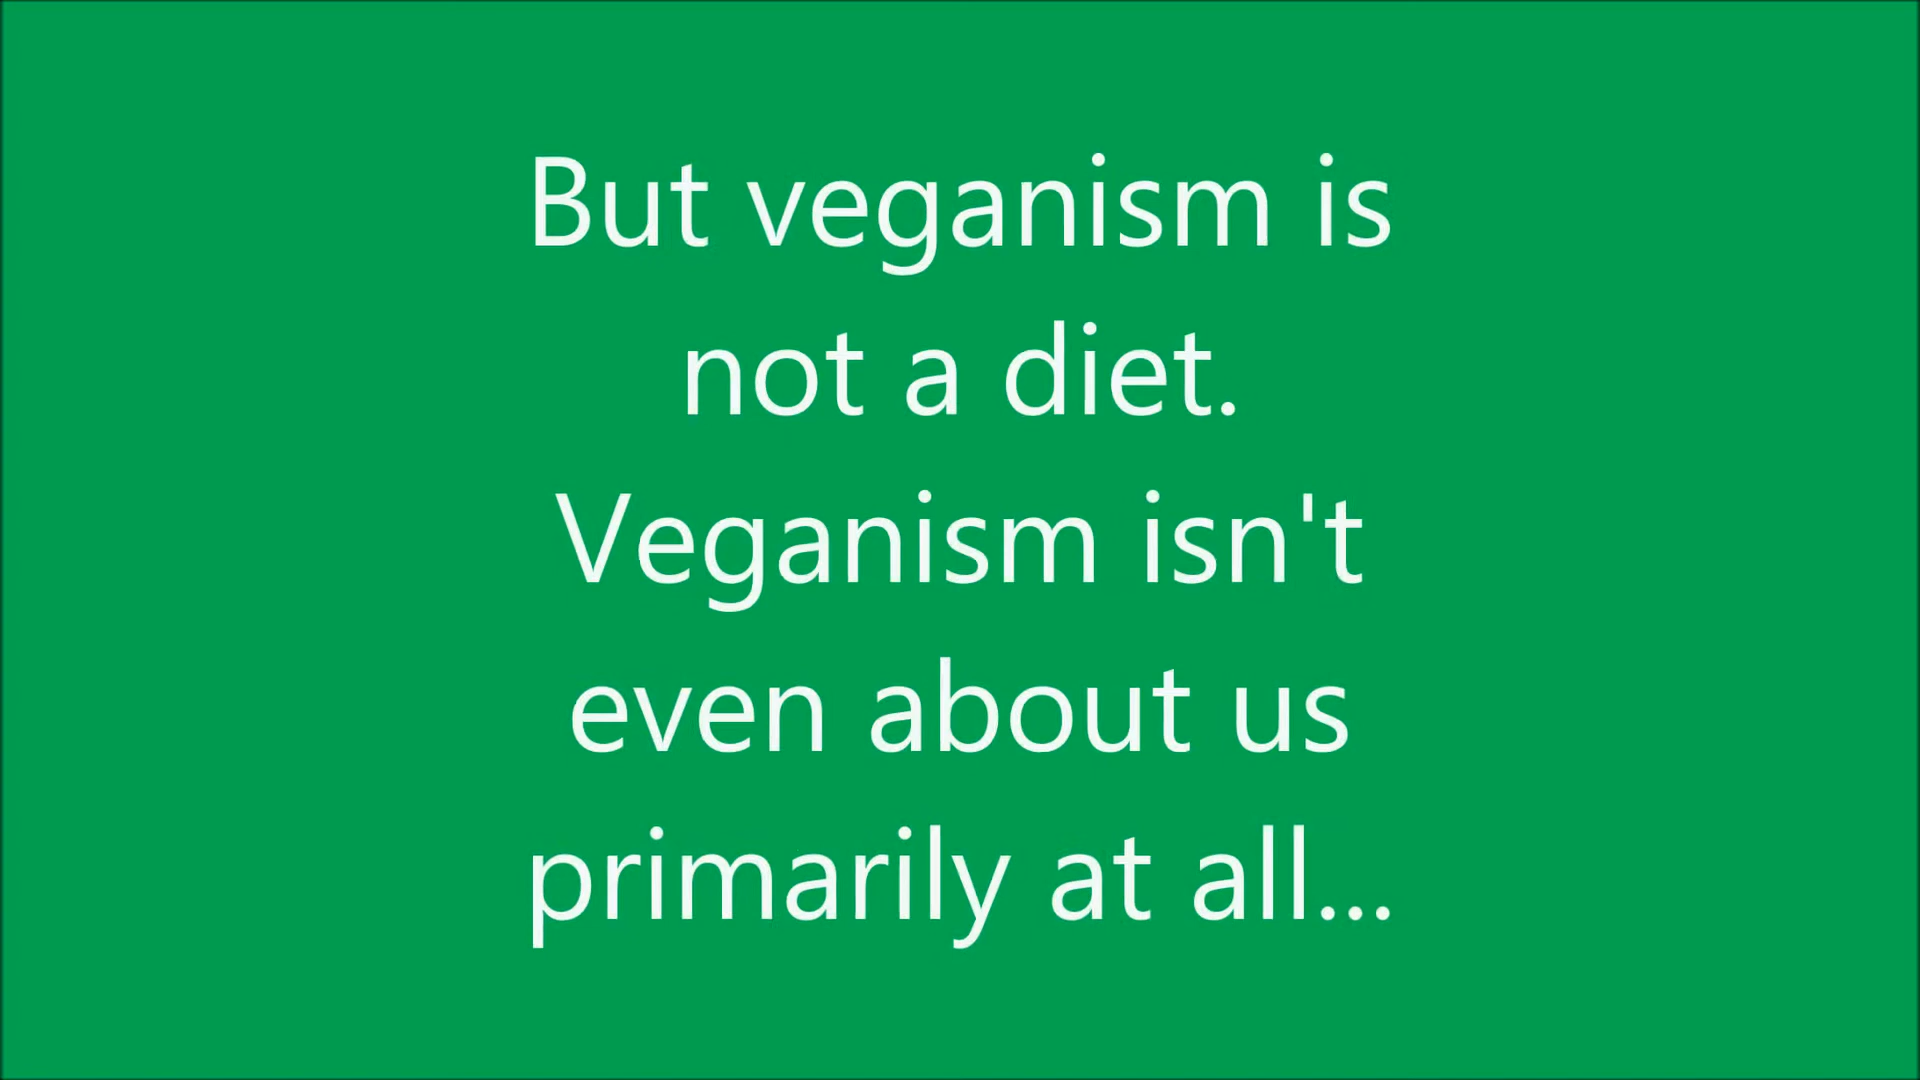 But veganism is
not a diet.
Veganism isn't
even about us
primarily at all...